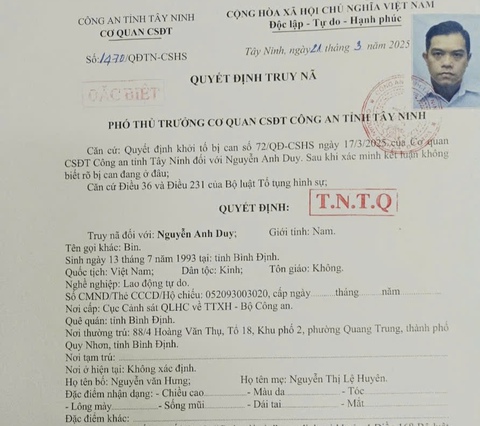 CÔNG AN TỈNH TÂY NINH
CƠ QUAN CSĐT
CỘNG HÒA XÃ HỘI CHỦ NGHĨA VIỆT NAM
Độc lập - Tự do - Hạnh phúc
Số:1470/QĐTN-CSHS
Tây Ninh, ngày 21 tháng 3 năm 2025
QUYẾT ĐỊNH TRUY NÃ
ĐẶC BIỆT
PHÓ THỦ TRƯỞNG CƠ QUAN CSĐT CÔNG AN TỈNH TÂY NINH
Căn cứ: Quyết định khởi tố bị can số 72/QĐ-CSHS ngày 17/3/2025 của Cơ quan
CSĐT Công an tỉnh Tây Ninh đối với Nguyễn Anh Duy. Sau khi xác minh kết luận không
biết rõ bị can đang ở đâu;
Căn cứ Điều 36 và Điều 231 của Bộ luật Tố tụng hình sự;
QUYẾT ĐỊNH:
T.N.T.Q
Truy nã đối với: Nguyễn Anh Duy; Giới tính: Nam.
Tên gọi khác: Bin.
Sinh ngày 13 tháng 7 năm 1993 tại: tỉnh Bình Định.
Quốc tịch: Việt Nam; Dân tộc: Kinh; Tôn giáo: Không.
Nghề nghiệp: Lao động tự do.
Số CMND/Thẻ CCCD/Hộ chiếu: 052093003020, cấp ngày ........tháng......năm
Nơi cấp: Cục Cảnh sát QLHC về TTXH - Bộ Công an.
Quê quán: tỉnh Bình Định.
Nơi thường trú: 88/4 Hoàng Văn Thụ, Tổ 18, Khu phố 2, phường Quang Trung, thành phố
Quy Nhơn, tỉnh Bình Định.
Nơi tạm trú:
Nơi ở hiện tại: Không xác định.
Họ tên bố: Nguyễn văn Hưng; Họ tên mẹ: Nguyễn Thị Lệ Huyên.
Đặc điểm nhận dạng: - Chiều cao - Màu da - Tóc
- Lông mày - Sống mũi - Dái tai - Mắt
Đặc điểm khác: